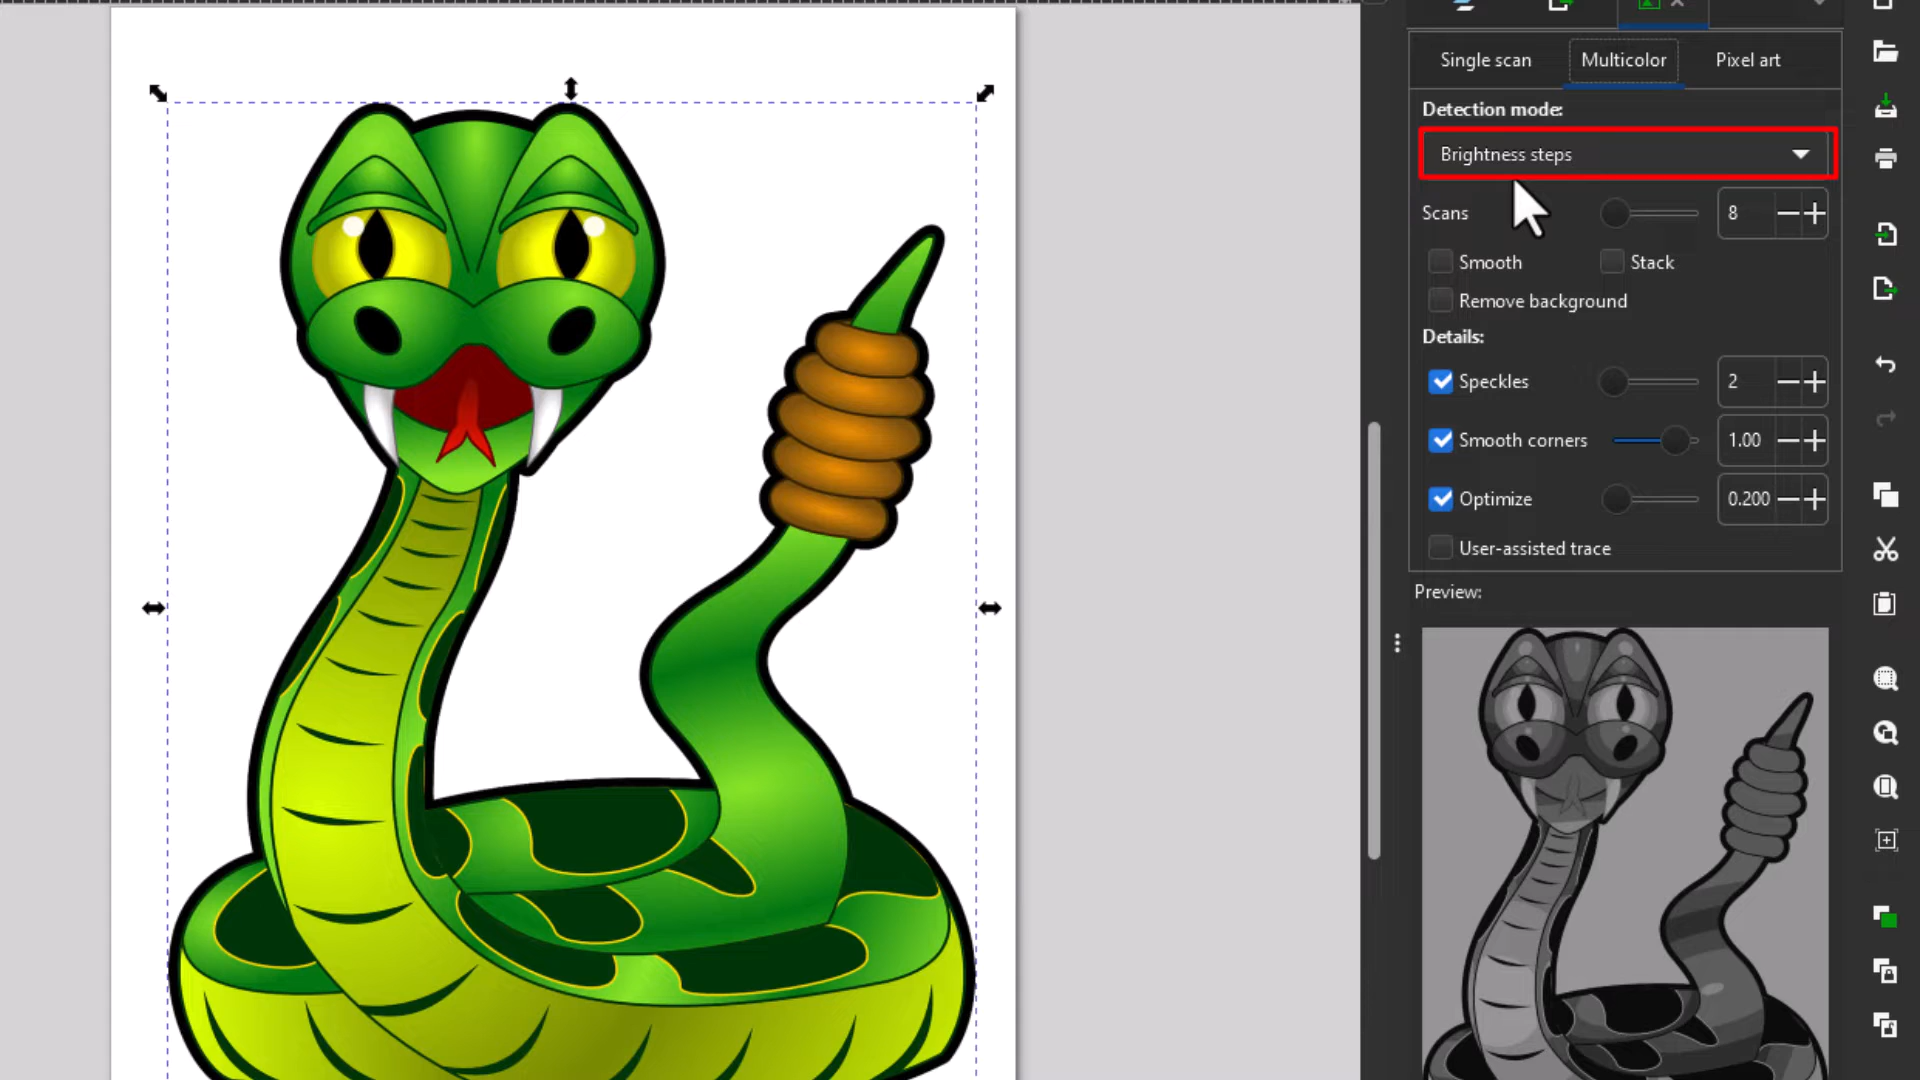 Single scan Multicolor Pixel art
Detection mode:
Brightness steps
Scans 8
Smooth Stack
Remove background
Details:
Speckles 2
Smooth corners 1.00
Optimize 0.200
User-assisted trace
Preview: